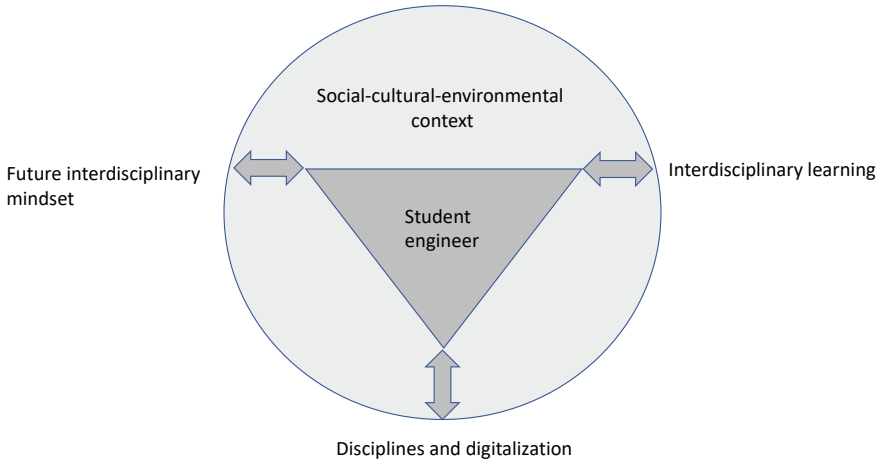 Social-cultural-environmental
context
Future interdisciplinary
mindset
Interdisciplinary learning
Student
engineer
Disciplines and digitalization